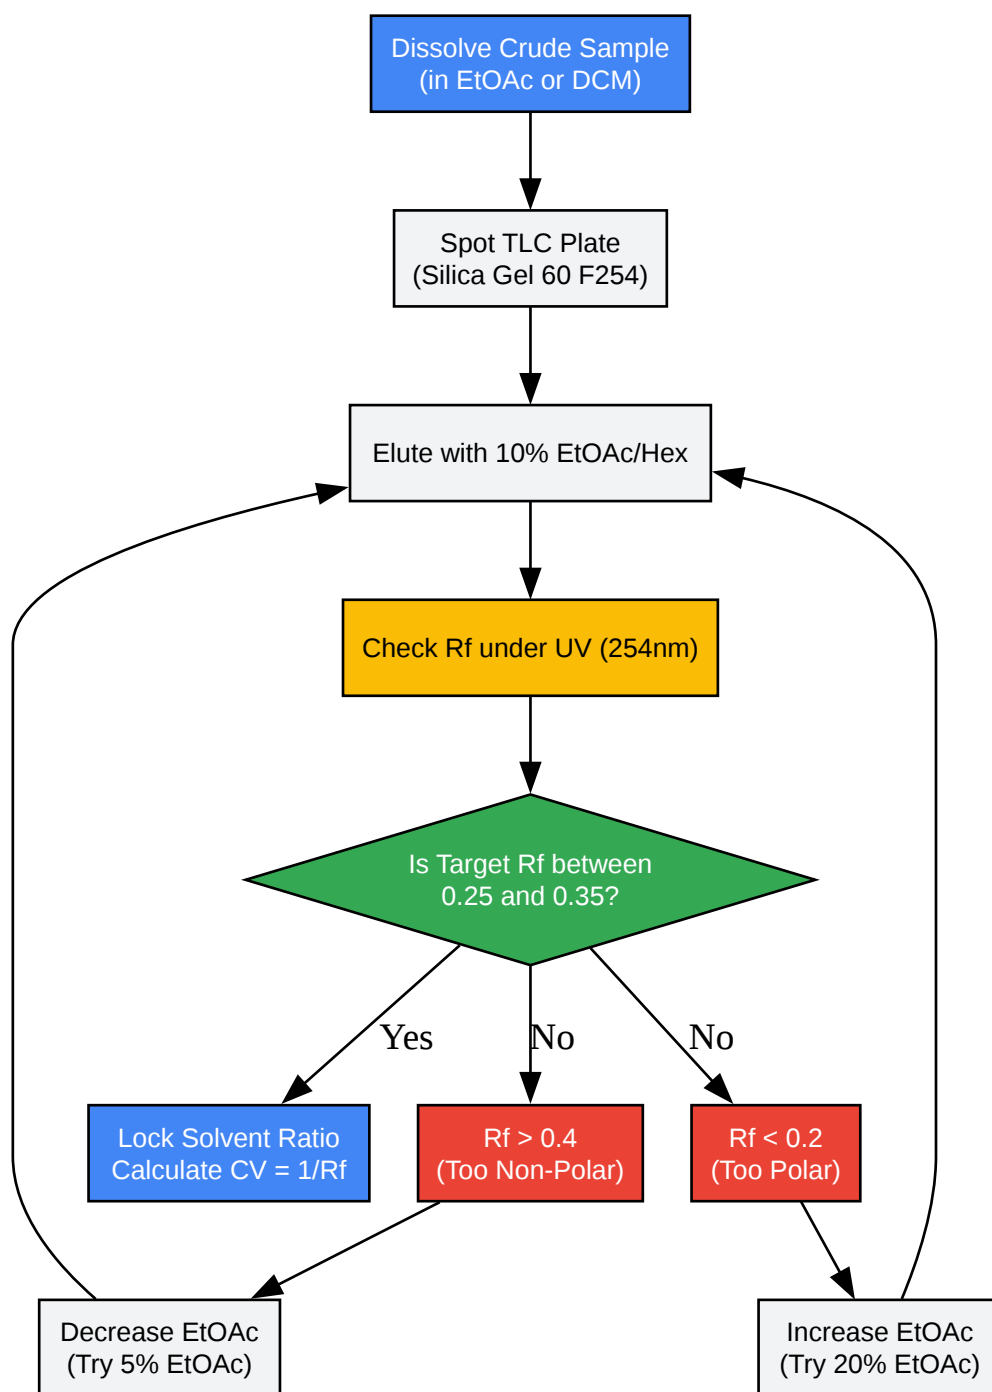 Dissolve Crude Sample
(in EtOAc or DCM)
Spot TLC Plate
(Silica Gel 60 F254)
Elute with 10% EtOAc/Hex
Check Rf under UV (254nm)
Is Target Rf between
0.25 and 0.35?
Yes
No
No
Lock Solvent Ratio
Calculate CV = 1/Rf
Rf > 0.4
(Too Non-Polar)
Rf < 0.2
(Too Polar)
Decrease EtOAc
(Try 5% EtOAc)
Increase EtOAc
(Try 20% EtOAc)